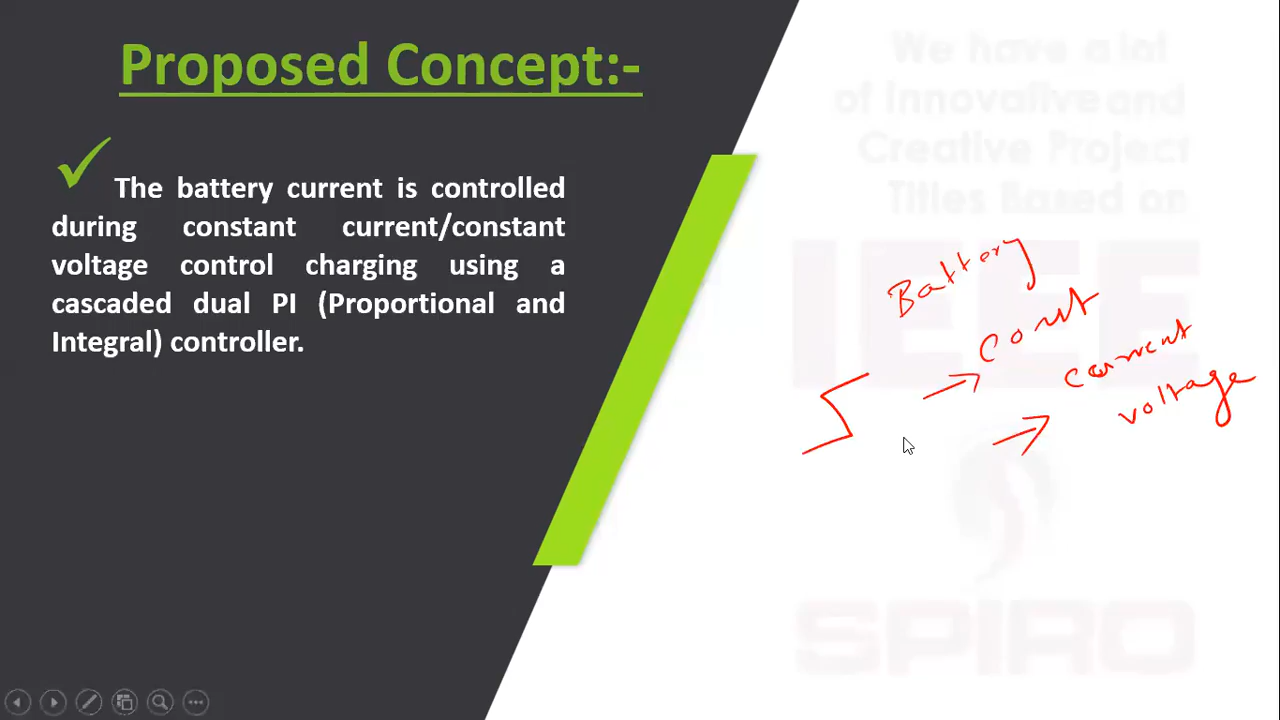 Proposed Concept:-
The battery current is controlled
during constant current/constant
voltage control charging using a
cascaded dual PI (Proportional and
Integral) controller.
We have a lot
of Innovative and
Creative Project
Titles Based on
IEEE
Battery
const
current
voltage
SPIRO